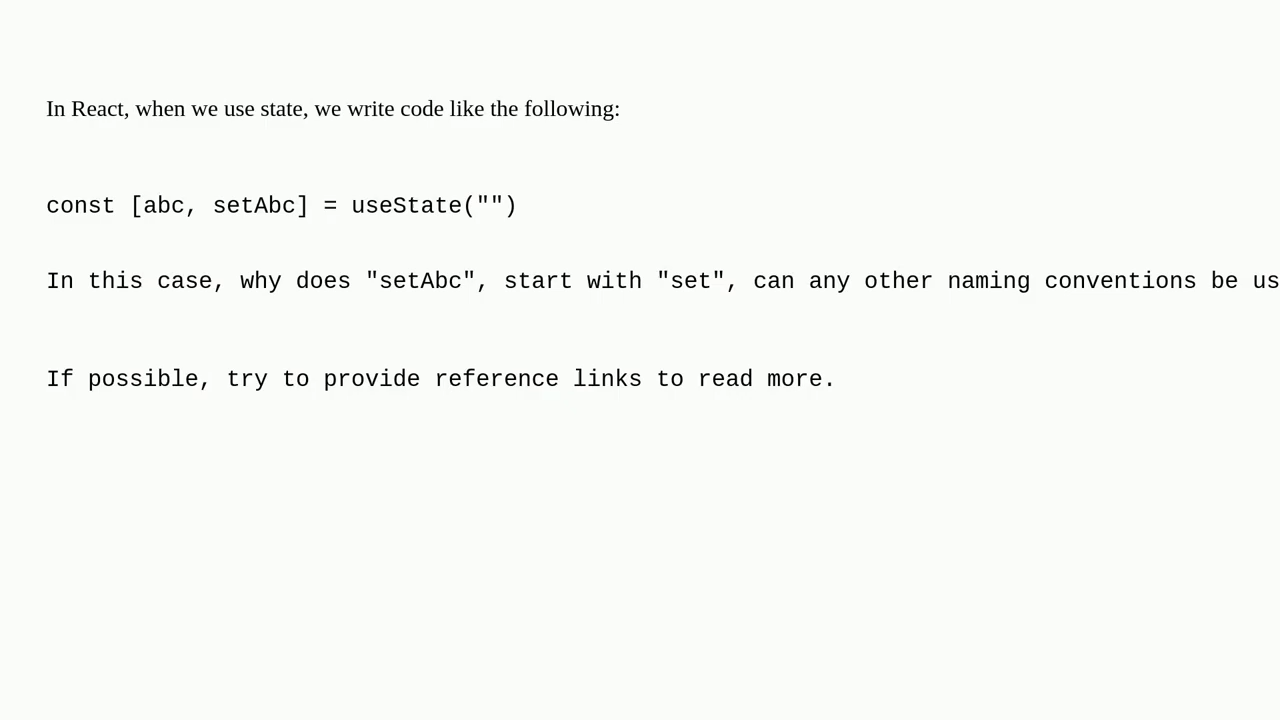 In React, when we use state, we write code like the following:
const [abc, setAbc] = useState("")
In this case, why does "setAbc", start with "set", can any other naming conventions be
If possible, try to provide reference links to read more.